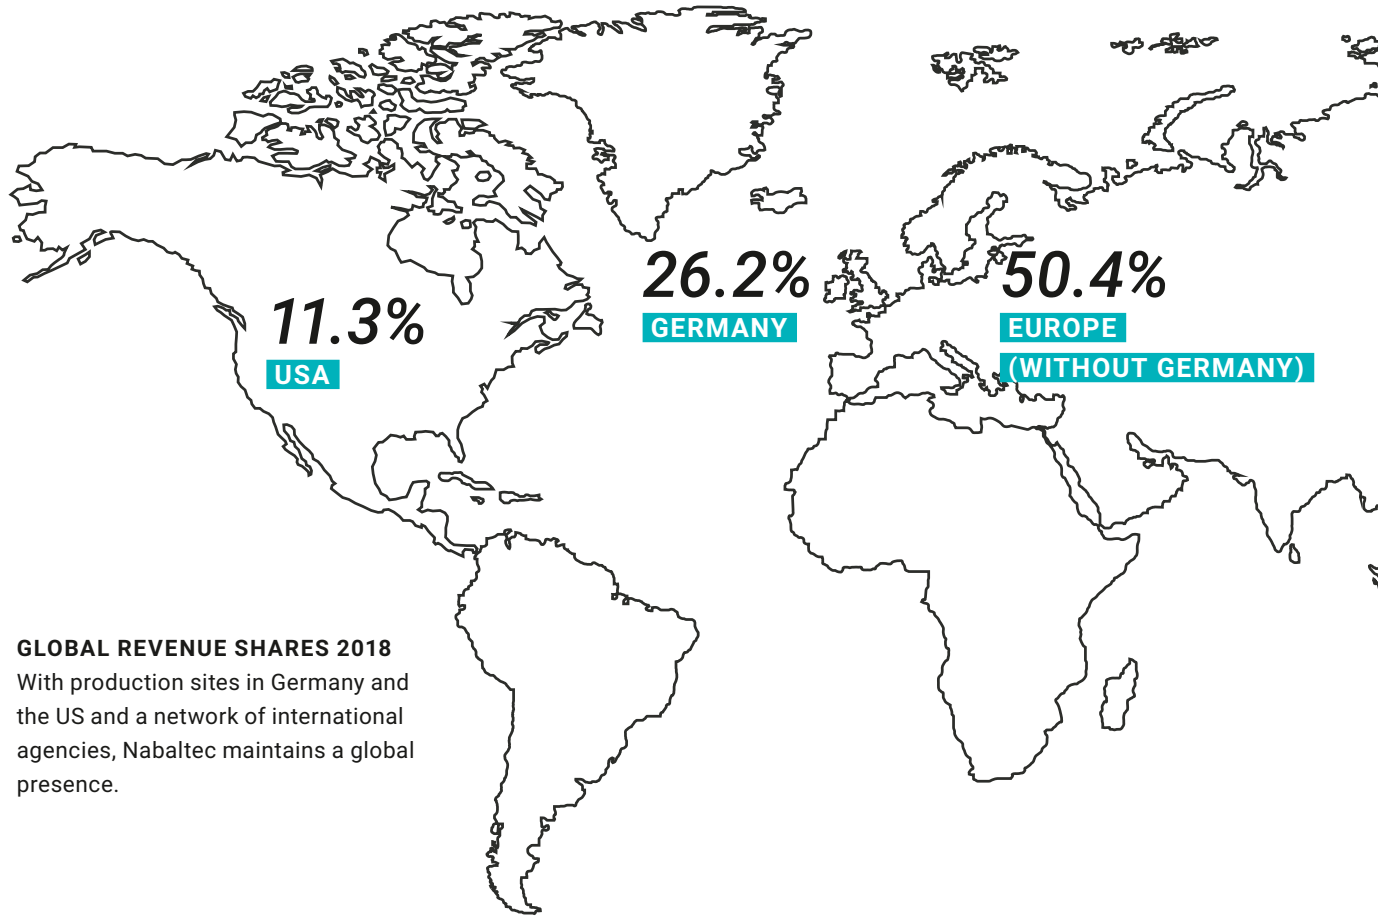 26.2%
GERMANY
50.4%
EUROPE
(WITHOUT GERMANY)
11.3%
USA
GLOBAL REVENUE SHARES 2018
With production sites in Germany and
the US and a network of international
agencies, Nabaltec maintains a global
presence.